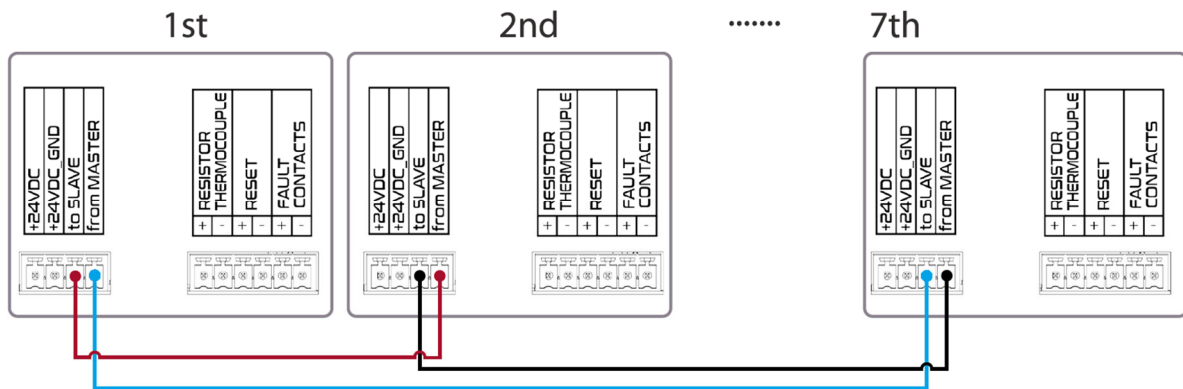 1st
2nd
.......
7th
+24VDC
+24VDC_GND
to SLAVE
from MASTER
RESISTOR
THERMOCOUPLE
RESET
FAULT
CONTACTS
+ - + - + -
+24VDC
+24VDC_GND
to SLAVE
from MASTER
RESISTOR
THERMOCOUPLE
RESET
FAULT
CONTACTS
+ - + - + -
+24VDC
+24VDC_GND
to SLAVE
from MASTER
RESISTOR
THERMOCOUPLE
RESET
FAULT
CONTACTS
+ - + - + -